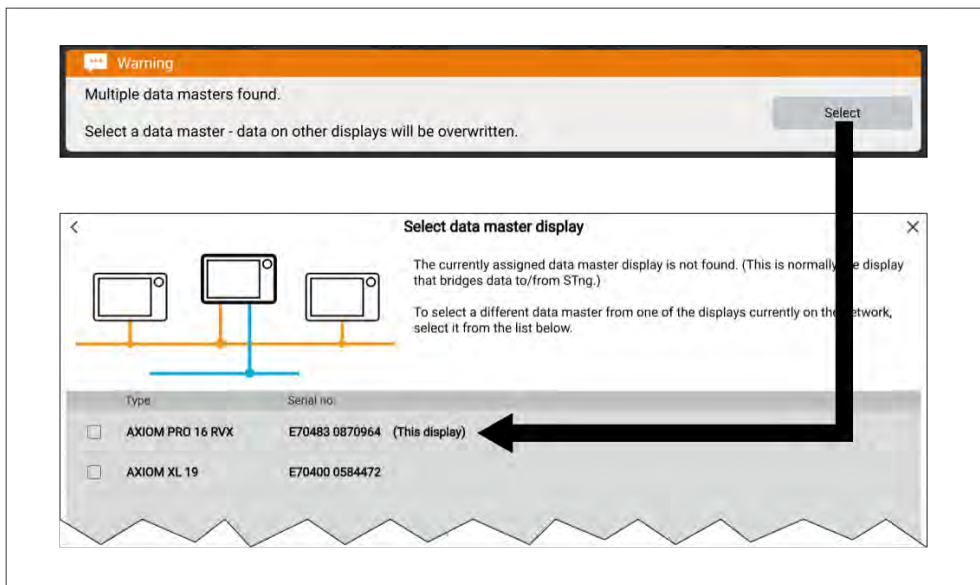 Warning
Multiple data masters found.
Select a data master - data on other displays will be overwritten.
Select
Select data master display
The currently assigned data master display is not found. (This is normally display
that bridges data to/from STng.)
To select a different data master from one of the displays currently on the
select it from the list below.
Type
Serial no.
AXIOM PRO 16 RVX E70483 0870964 (This display)
AXIOM XL 19 E70400 0584472